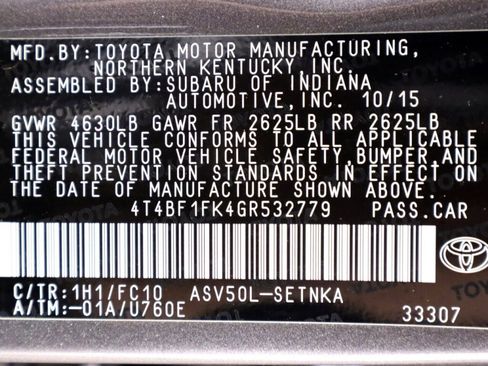 MFD.BY:TOYOTA MOTOR MANUFACTURING,
NORTHERN KENTUCKY,INC.
ASSEMBLED BY:SUBARU OF INDIANA
AUTOMOTIVE,INC. 10/15
GVWR 4630LB GAWR FR 2625LB RR 2625LB
THIS VEHICLE CONFORMS TO ALL APPLICABLE
FEDERAL MOTOR VEHICLE SAFETY,BUMPER,AND
THEFT PREVENTION STANDARDS IN EFFECT ON
THE DATE OF MANUFACTURE SHOWN ABOVE.
4T4BF1FK4GR532779 PASS.CAR
C/TR:1H1/FC10 ASV50L-SETNKA
A/TM:-01A/U760E 33307
TOYOTA